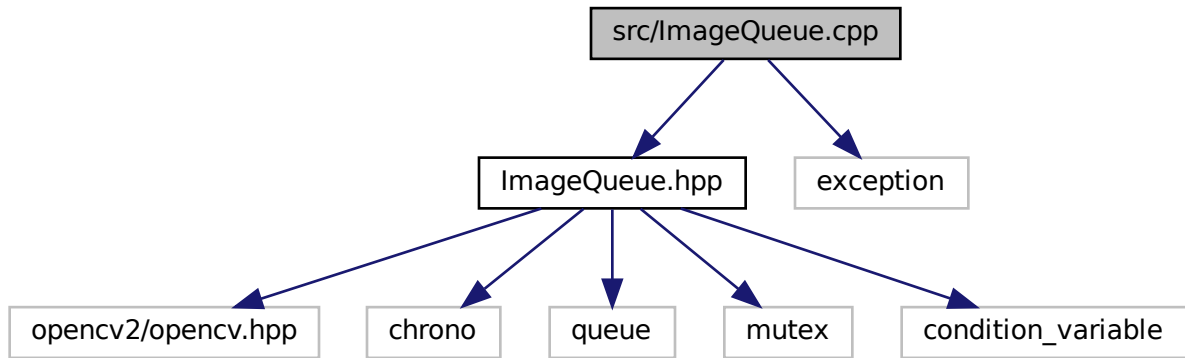 src/ImageQueue.cpp
ImageQueue.hpp
exception
opencv2/opencv.hpp
chrono
queue
mutex
condition_variable